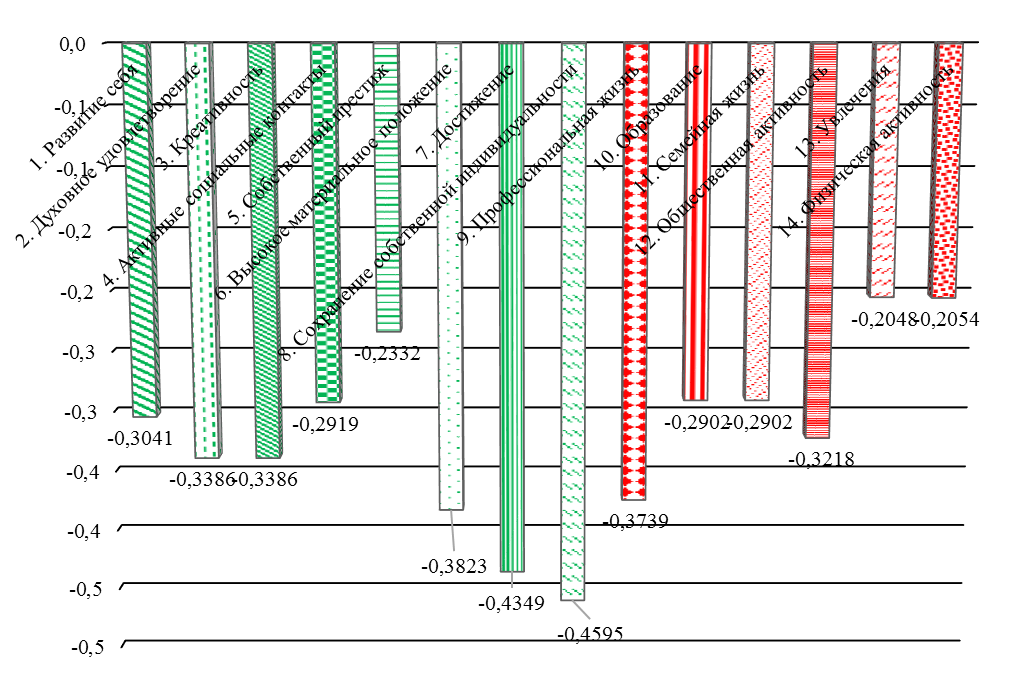 0,0
-0,1
-0,1
-0,2
-0,2
-0,3
-0,3
-0,4
-0,4
-0,5
-0,5
1. Развитие себя
2. Духовное удовлетворение
3. Креативность
4. Активные социальные контакты
5. Собственный престиж
6. Высокое материальное положение
7. Достижение
8. Сохранение собственной индивидуальности
9. Профессиональная жизнь
10. Образование
11. Семейная жизнь
12. Общественная активность
13. Увлечения
14. Физическая активность
-0,3041
-0,3386
-0,3386
-0,2919
-0,2332
-0,3823
-0,4349
-0,4595
-0,3739
-0,2902
-0,2902
-0,3218
-0,2048
-0,2054